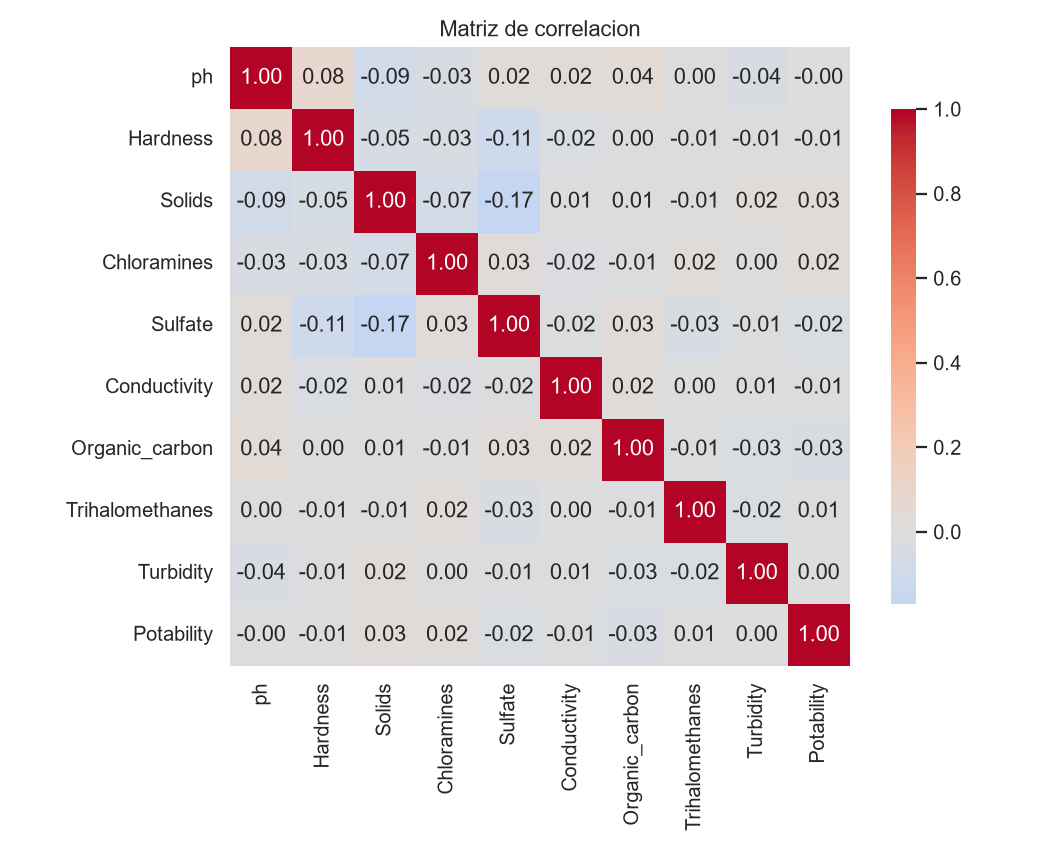 Matriz de correlacion
ph 1.00 0.08 -0.09 -0.03 0.02 0.02 0.04 0.00 -0.04 -0.00
Hardness 0.08 1.00 -0.05 -0.03 -0.11 -0.02 0.00 -0.01 -0.01 -0.01
Solids -0.09 -0.05 1.00 -0.07 -0.17 0.01 0.01 -0.01 0.02 0.03
Chloramines -0.03 -0.03 -0.07 1.00 0.03 -0.02 -0.01 0.02 0.00 0.02
Sulfate 0.02 -0.11 -0.17 0.03 1.00 -0.02 0.03 -0.03 -0.01 -0.02
Conductivity 0.02 -0.02 0.01 -0.02 -0.02 1.00 0.02 0.00 0.01 -0.01
Organic_carbon 0.04 0.00 0.01 -0.01 0.03 0.02 1.00 -0.01 -0.03 -0.03
Trihalomethanes 0.00 -0.01 -0.01 0.02 -0.03 0.00 -0.01 1.00 -0.02 0.01
Turbidity -0.04 -0.01 0.02 0.00 -0.01 0.01 -0.03 -0.02 1.00 0.00
Potability -0.00 -0.01 0.03 0.02 -0.02 -0.01 -0.03 0.01 0.00 1.00
ph
Hardness
Solids
Chloramines
Sulfate
Conductivity
Organic_carbon
Trihalomethanes
Turbidity
Potability
1.0
0.8
0.6
0.4
0.2
0.0